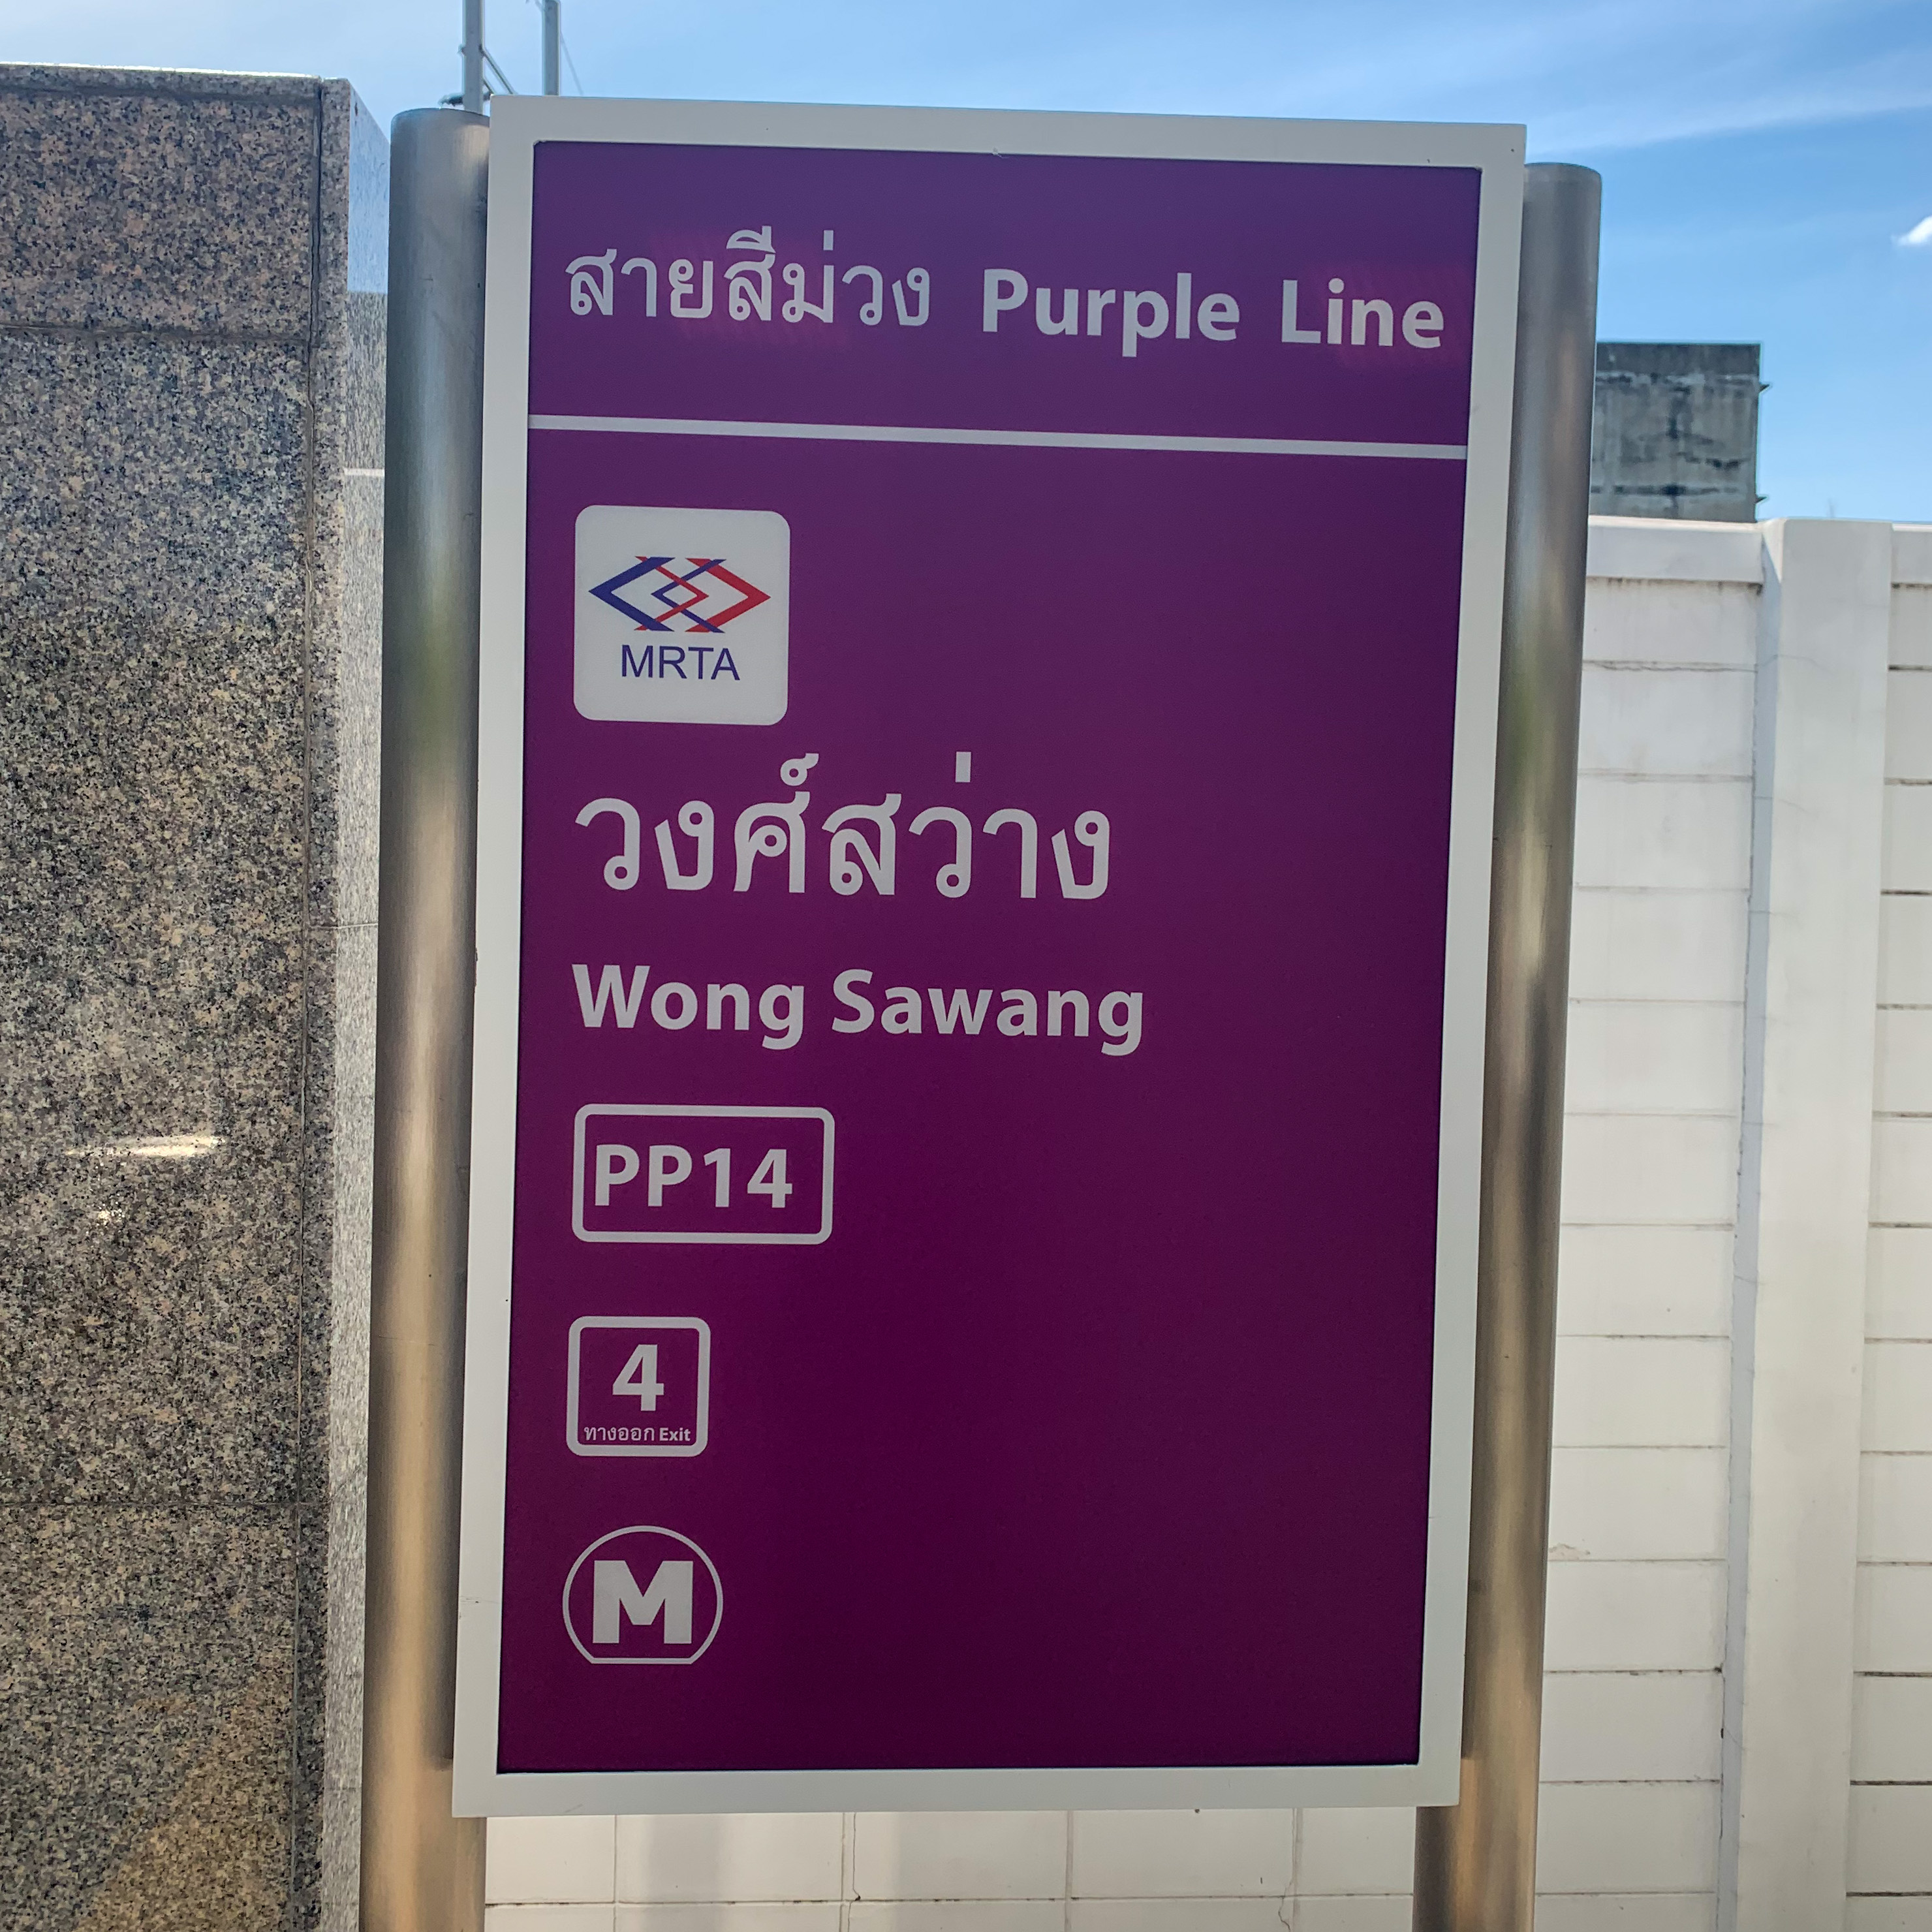 สายสีม่วง Purple Line
MRTA
วงศ์สว่าง
Wong Sawang
PP14
4
ทางออก Exit
M